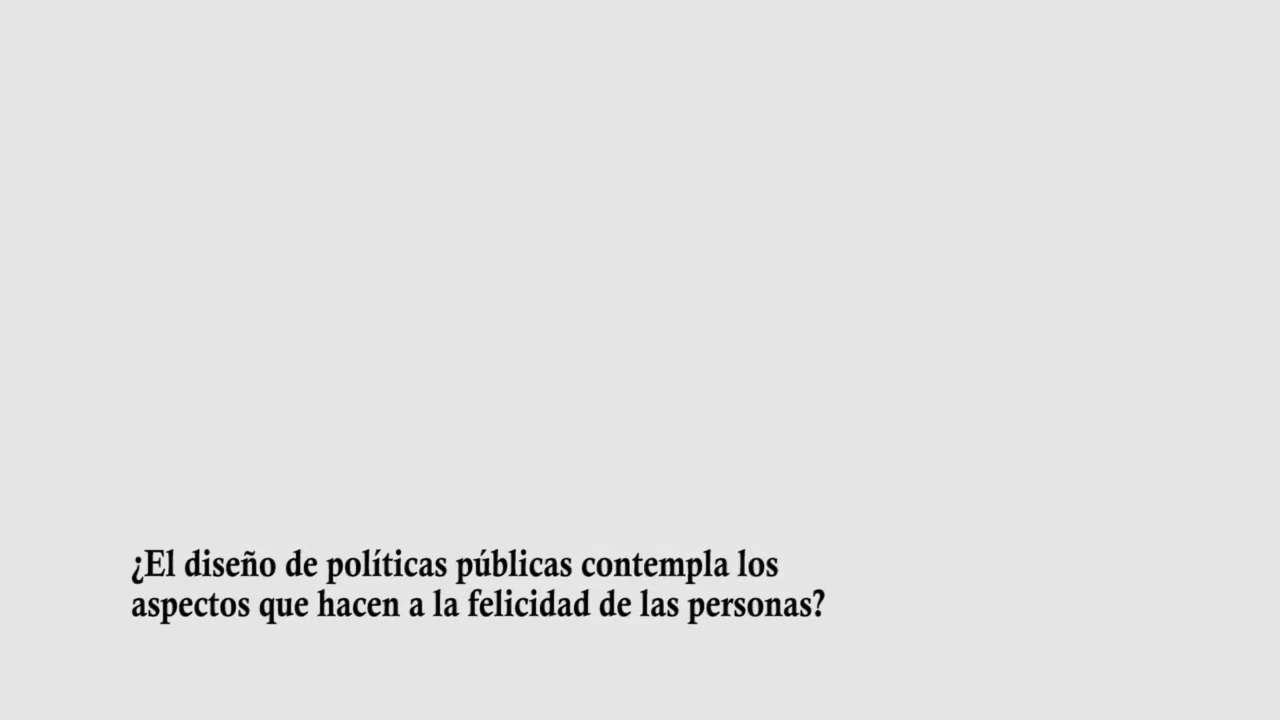 ¿El diseño de políticas públicas contempla los
aspectos que hacen a la felicidad de las personas?